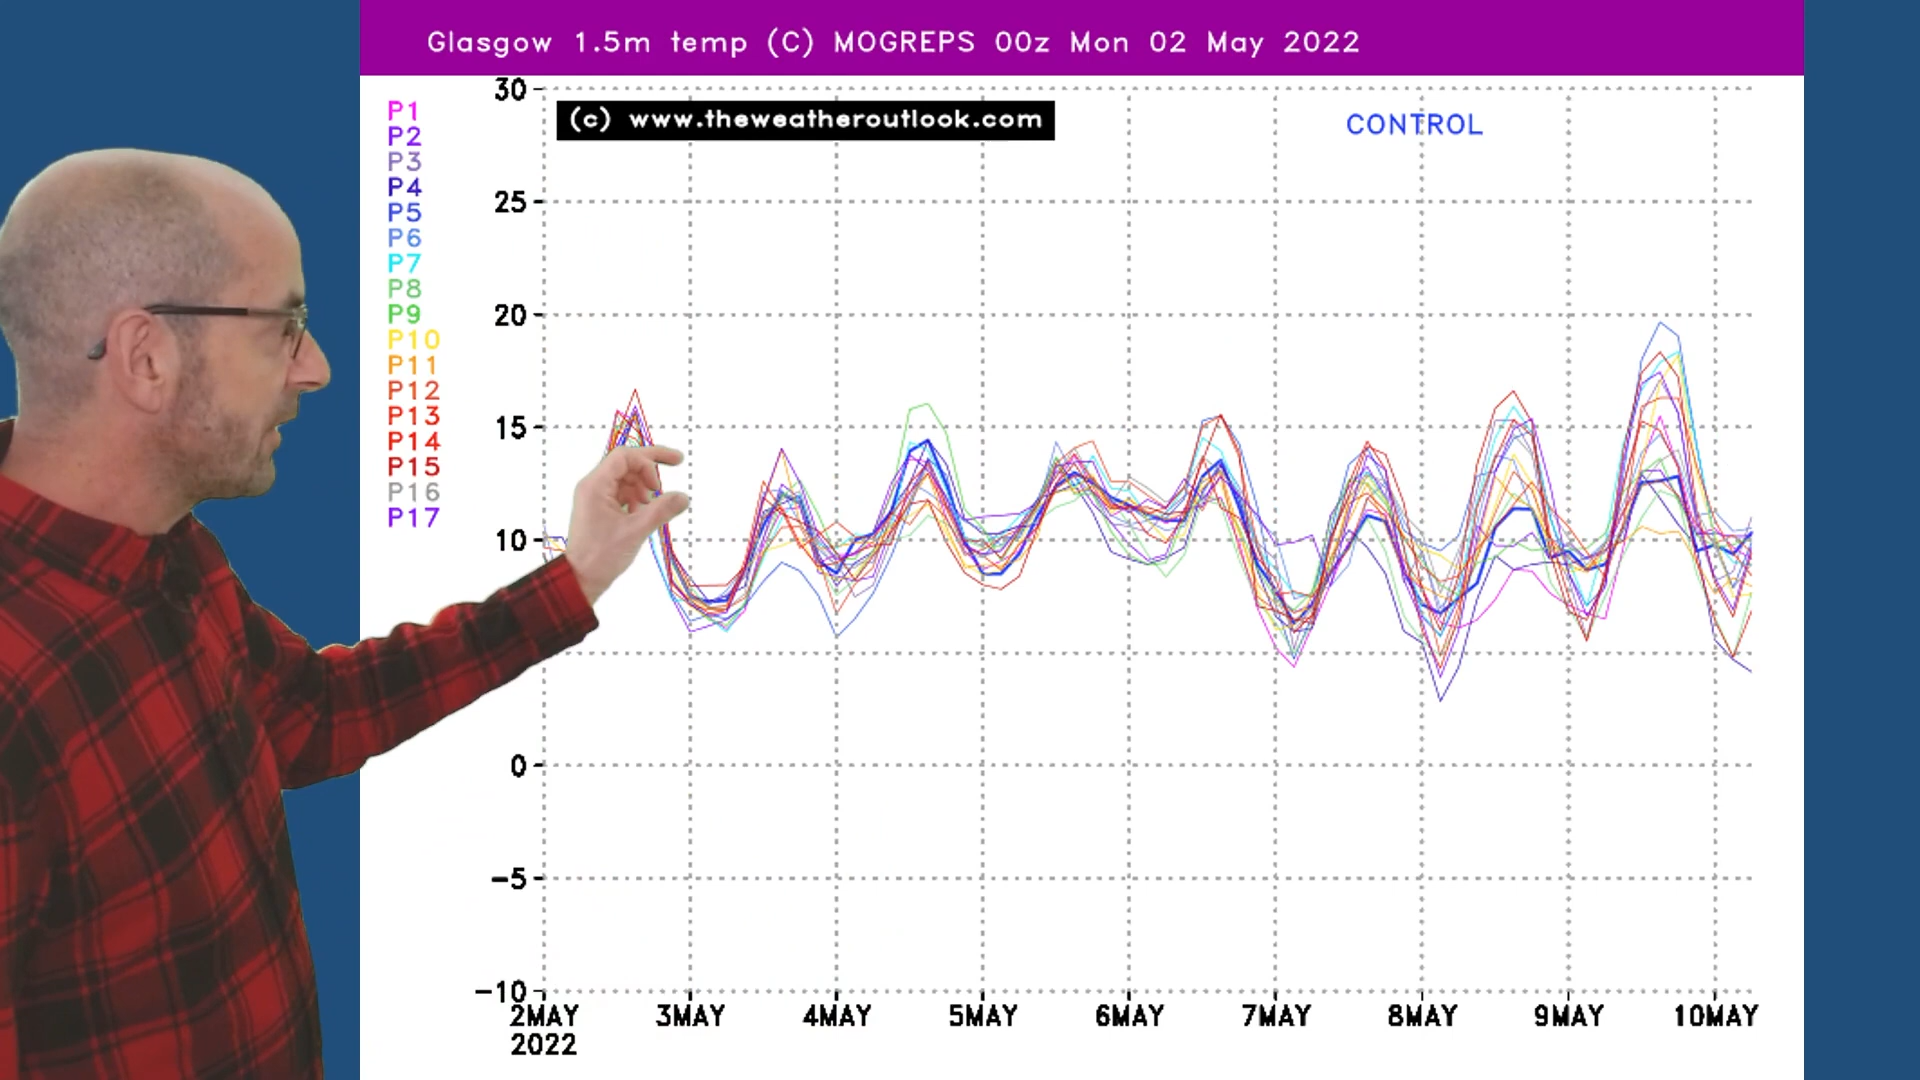 Glasgow 1.5m temp (C) MOGREPS 00z Mon 02 May 2022
(c) www.theweatheroutlook.com
CONTROL
P1
P2
P3
P4
P5
P6
P7
P8
P9
P10
P11
P12
P13
P14
P15
P16
P17
30
25
20
15
10
0
-5
-10
2MAY 3MAY 4MAY 5MAY 6MAY 7MAY 8MAY 9MAY 10MAY
2022